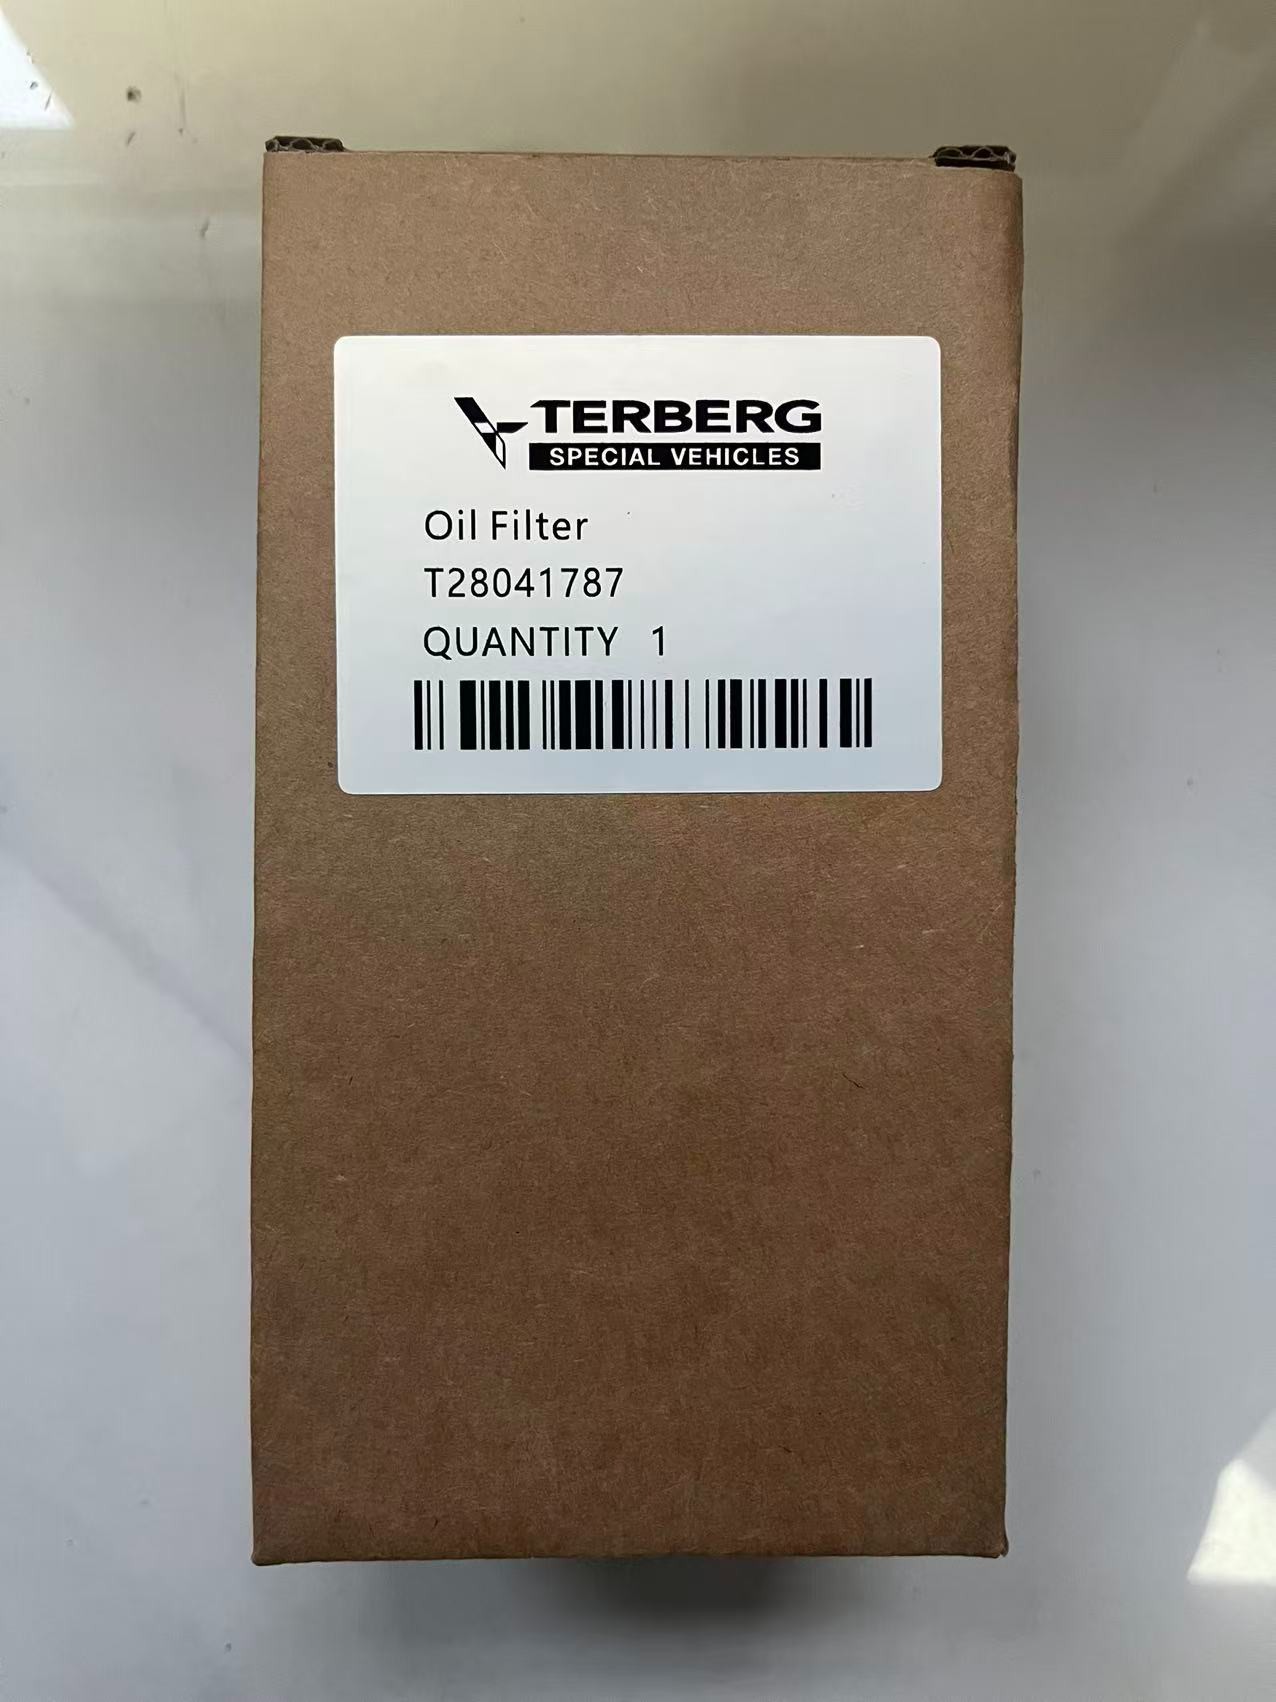 TERBERG
SPECIAL VEHICLES
Oil Filter
T28041787
QUANTITY 1